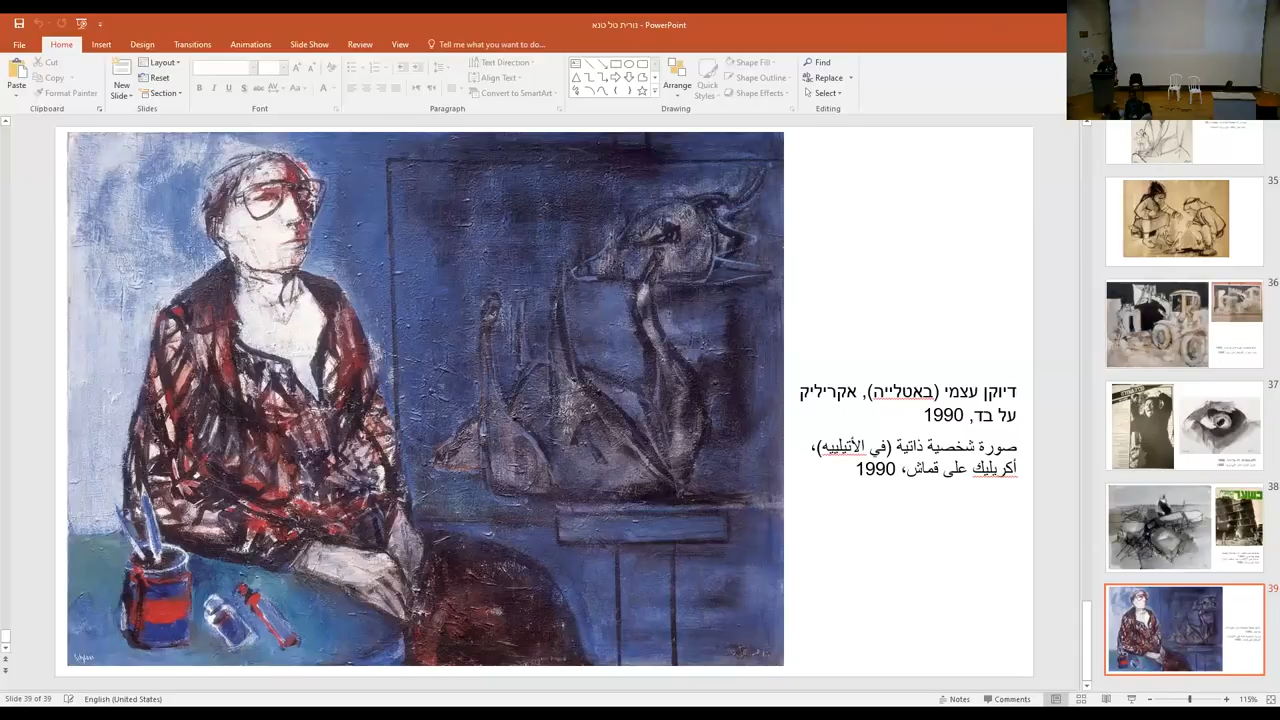 נורית טל טנא - PowerPoint
File Home Insert Design Transitions Animations Slide Show Review View Tell me what you want to do...
Paste
Cut
Copy
Format Painter
Clipboard
New Slide
Layout
Reset
Section
Slides
Font
Text Direction
Align Text
Convert to SmartArt
Paragraph
Arrange
Quick Styles
Shape Fill
Shape Outline
Shape Effects
Drawing
Find
Replace
Select
Editing
דיוקן עצמי (באטלייה), אקריליק
על בד, 1990
صورة شخصية ذاتية (في الأتيلييه)،
أكريليك على قماش، 1990
35
36
37
38
39
Slide 39 of 39
English (United States)
Notes
Comments
115%